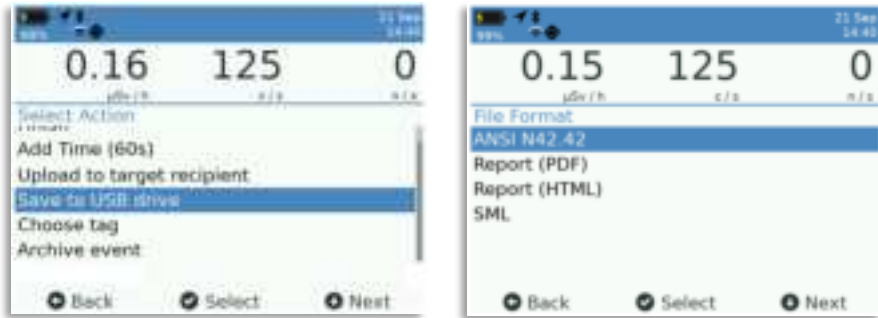 99%
21 Sep
14:40
0.16 125 0
µSv/h c/s n/s
Select Action
Add Time (60s)
Upload to target recipient
Save to USB drive
Choose tag
Archive event
Back Select Next
99%
21 Sep
14:40
0.15 125 0
µSv/h c/s n/s
File Format
ANSI N42.42
Report (PDF)
Report (HTML)
SML
Back Select Next